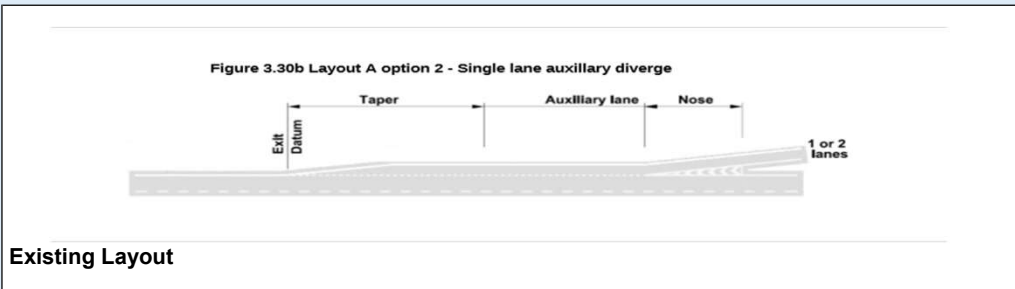 Figure 3.30b Layout A option 2 - Single lane auxillary diverge
Taper
Auxiliary lane
Nose
Exit
Datum
1 or 2
lanes
Existing Layout